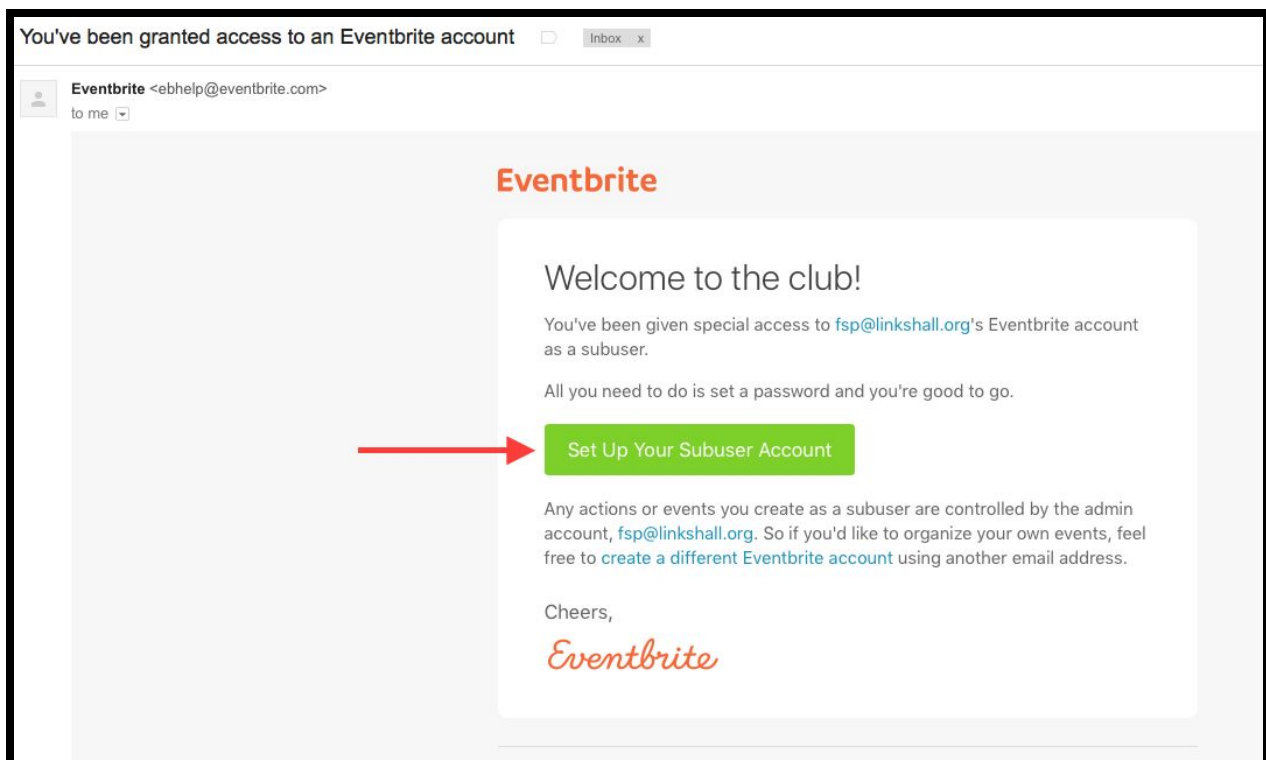 You've been granted access to an Eventbrite account Inbox x
Eventbrite <ebhelp@eventbrite.com>
to me
Eventbrite
Welcome to the club!
You've been given special access to fsp@linkshall.org's Eventbrite account
as a subuser.
All you need to do is set a password and you're good to go.
Set Up Your Subuser Account
Any actions or events you create as a subuser are controlled by the admin
account, fsp@linkshall.org. So if you'd like to organize your own events, feel
free to create a different Eventbrite account using another email address.
Cheers,
Eventbrite